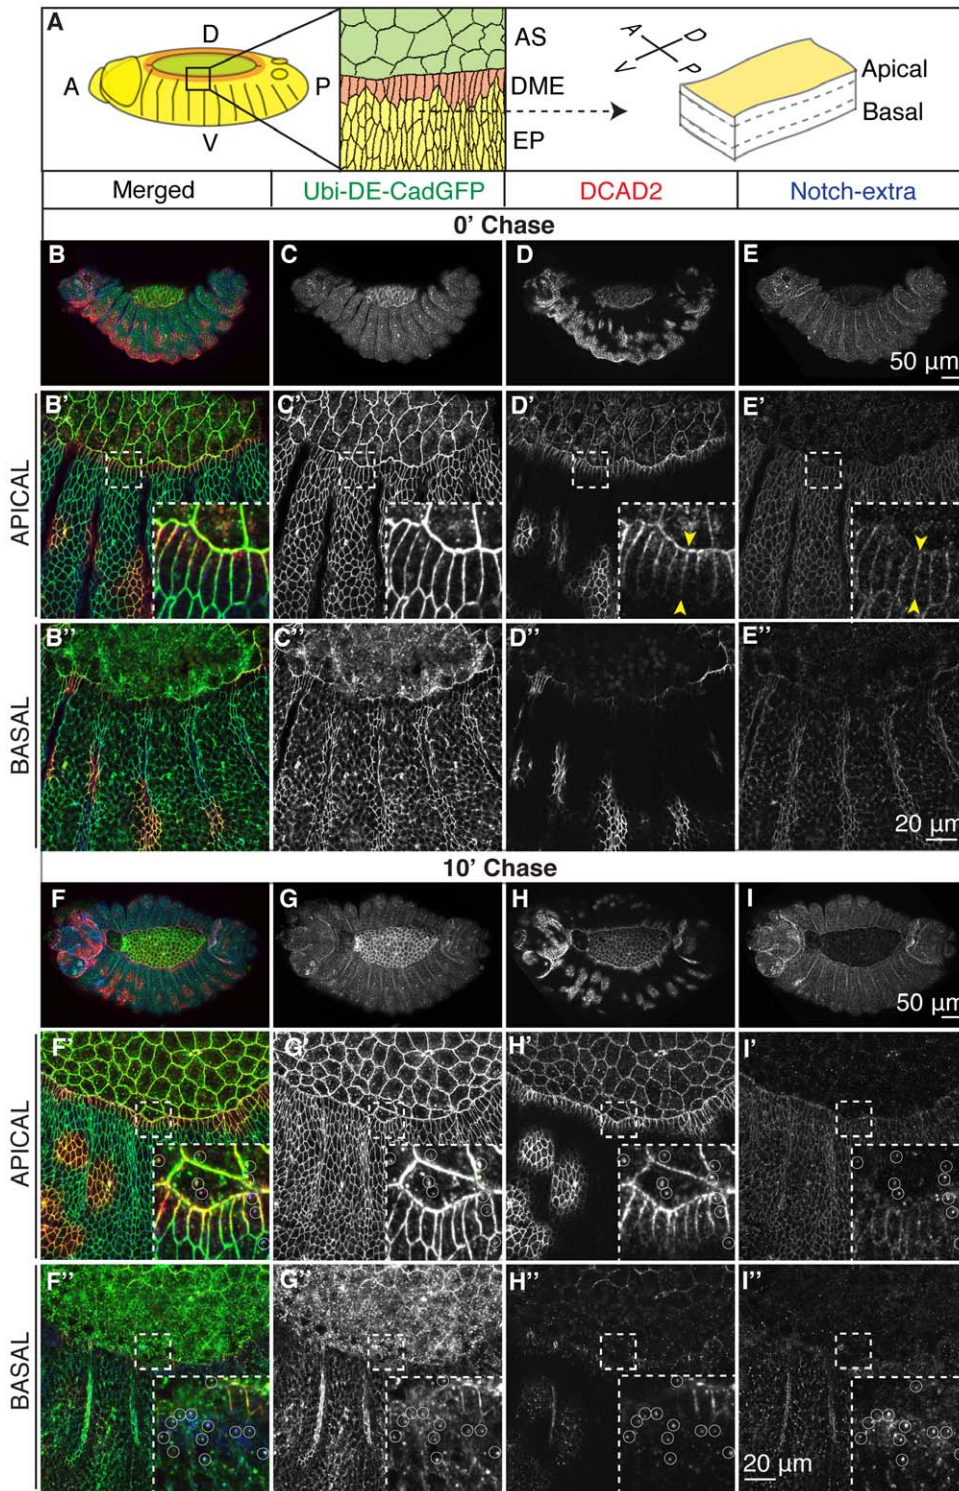 A
D
A
P
V
AS
DME
EP
A D
V P
Apical
Basal
Merged Ubi-DE-CadGFP DCAD2 Notch-extra
0' Chase
B C D E
50 µm
APICAL
B' C' D' E'
BASAL
B'' C'' D'' E''
20 µm
10' Chase
F G H I
50 µm
APICAL
F' G' H' I'
BASAL
F'' G'' H'' I''
20 µm